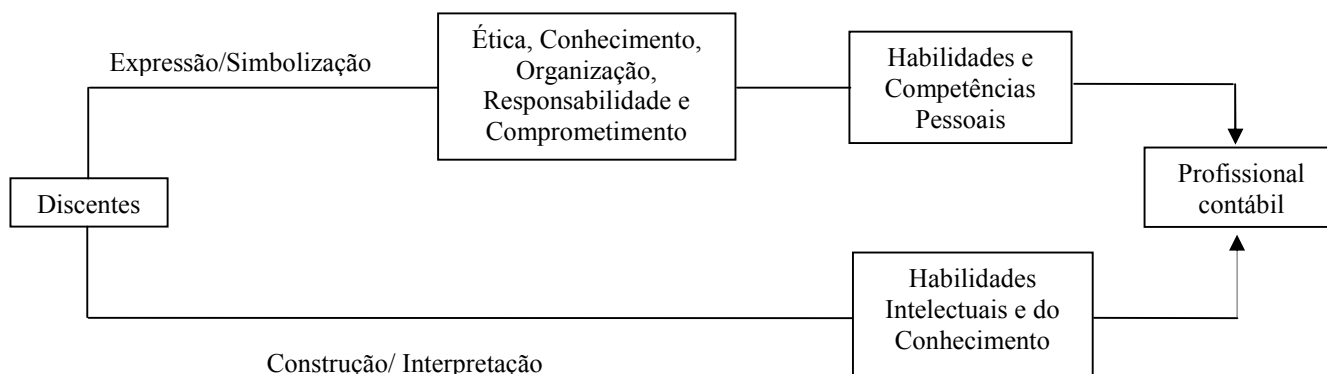 Expressão/Simbolização
Ética, Conhecimento,
Organização,
Responsabilidade e
Comprometimento
Habilidades e
Competências
Pessoais
Profissional
contábil
Discentes
Habilidades
Intelectuais e do
Conhecimento
Construção/ Interpretação